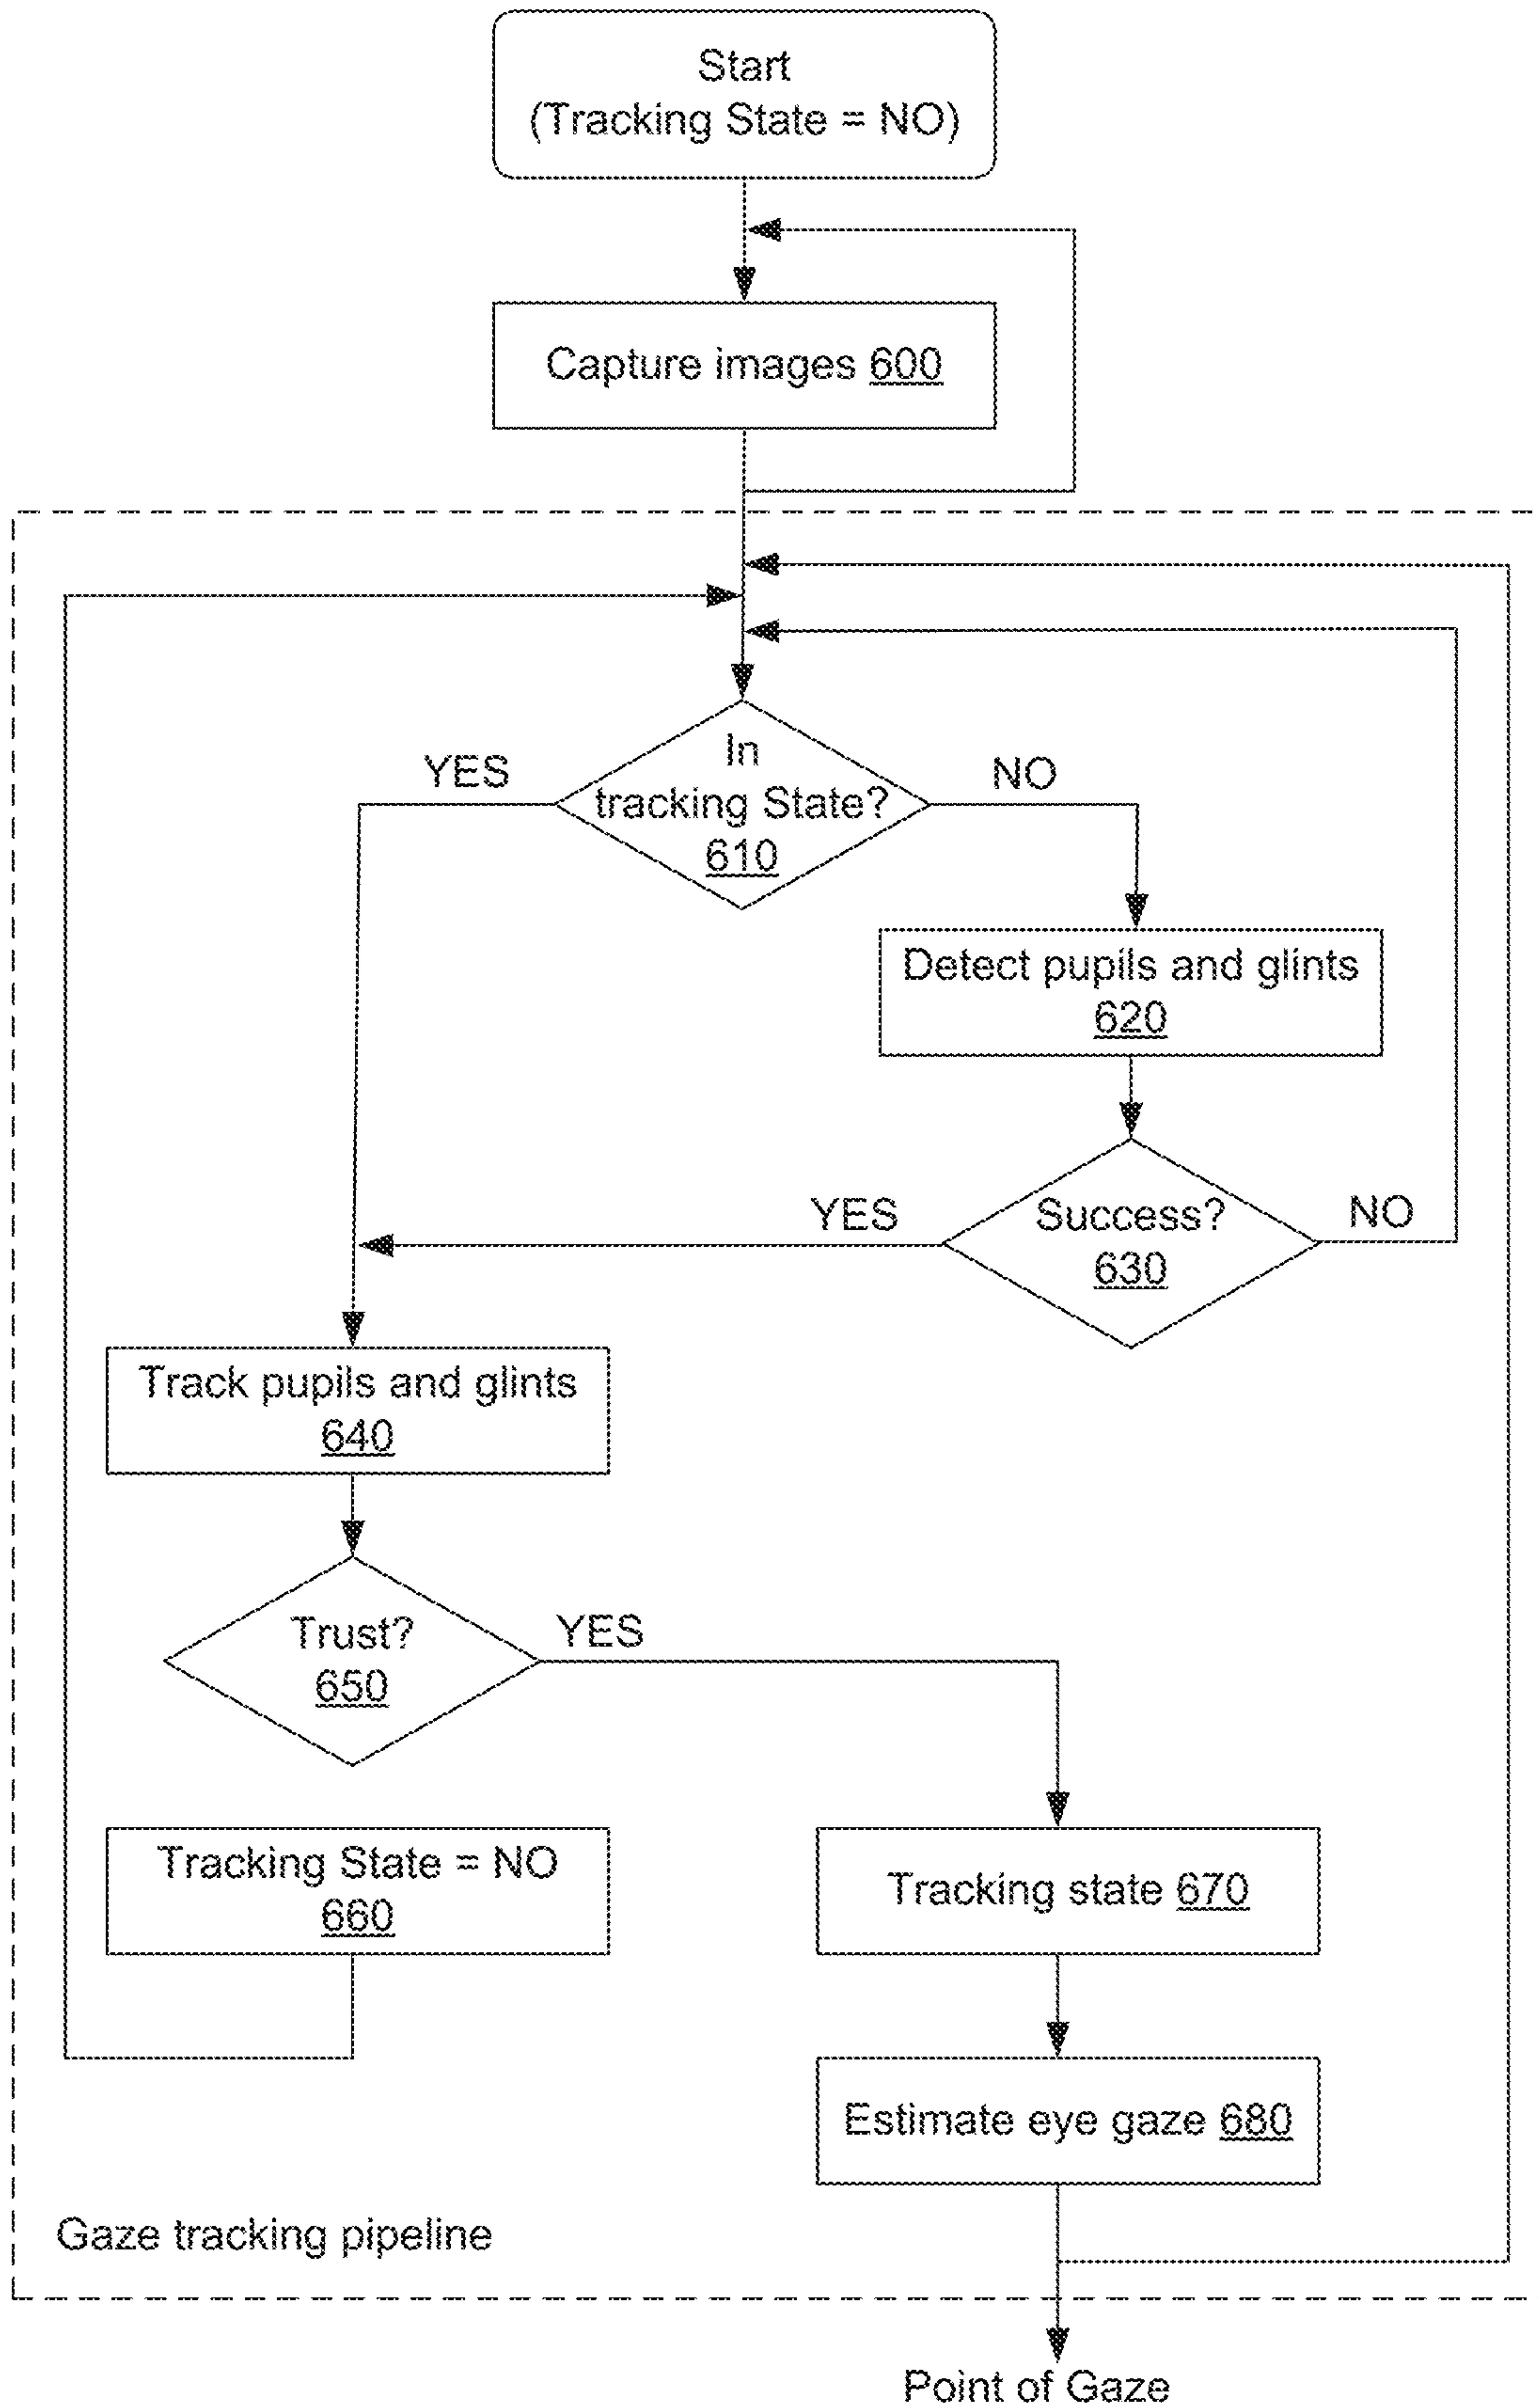 Start
(Tracking State = NO)
Capture images 600
In
tracking State?
610
YES
NO
Detect pupils and glints
620
Success?
630
YES
NO
Track pupils and glints
640
Trust?
650
YES
Tracking State = NO
660
Tracking state 670
Estimate eye gaze 680
Gaze tracking pipeline
Point of Gaze